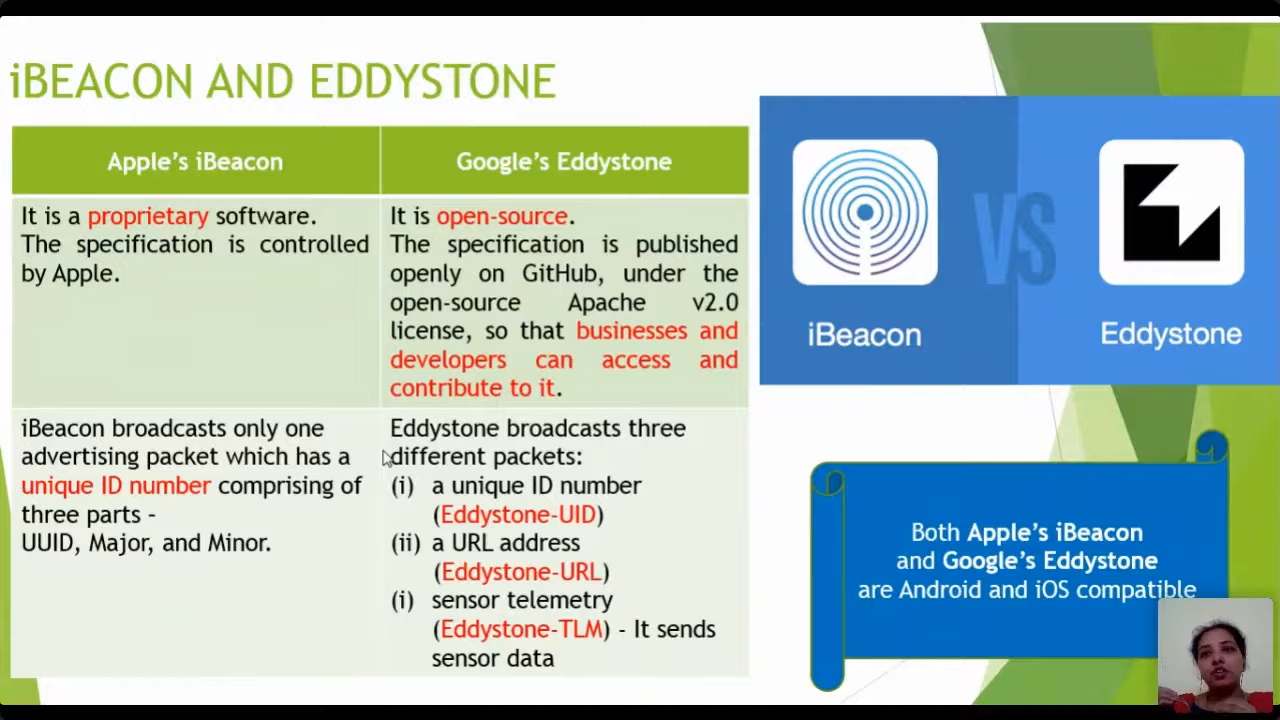 iBEACON AND EDDYSTONE
Apple's iBeacon
Google's Eddystone
It is a proprietary software.
The specification is controlled
by Apple.
It is open-source.
The specification is published
openly on GitHub, under the
open-source Apache v2.0
license, so that businesses and
developers can access and
contribute to it.
iBeacon broadcasts only one
advertising packet which has a
unique ID number comprising of
three parts –
UUID, Major, and Minor.
Eddystone broadcasts three
different packets:
(i) a unique ID number
(Eddystone-UID)
(ii) a URL address
(Eddystone-URL)
(i) sensor telemetry
(Eddystone-TLM) - It sends
sensor data
VS
iBeacon
Eddystone
Both Apple's iBeacon
and Google's Eddystone
are Android and iOS compatible